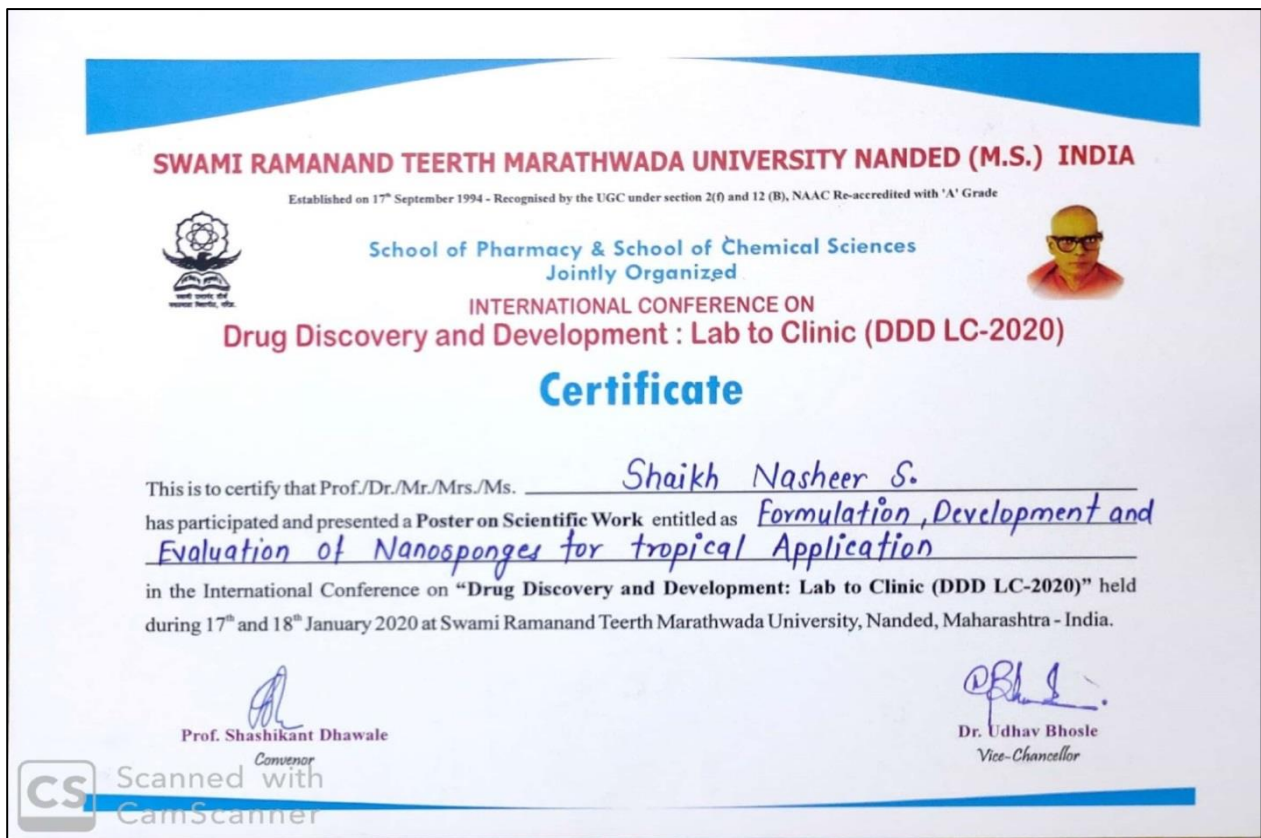 SWAMI RAMANAND TEERTH MARATHWADA UNIVERSITY NANDED (M.S.) INDIA
Established on 17th September 1994 - Recognised by the UGC under section 2(f) and 12 (B), NAAC Re-accredited with 'A' Grade
School of Pharmacy & School of Chemical Sciences
Jointly Organized
INTERNATIONAL CONFERENCE ON
Drug Discovery and Development : Lab to Clinic (DDD LC-2020)
Certificate
This is to certify that Prof./Dr./Mr./Mrs./Ms. Shaikh Nasheer S.
has participated and presented a Poster on Scientific Work entitled as Formulation, Development and
Evaluation of Nanosponges for tropical Application
in the International Conference on “Drug Discovery and Development: Lab to Clinic (DDD LC-2020)” held
during 17th and 18th January 2020 at Swami Ramanand Teerth Marathwada University, Nanded, Maharashtra - India.
Prof. Shashikant Dhawale
Convenor
Dr. Udhav Bhosle
Vice-Chancellor
CS
Scanned with
CamScanner